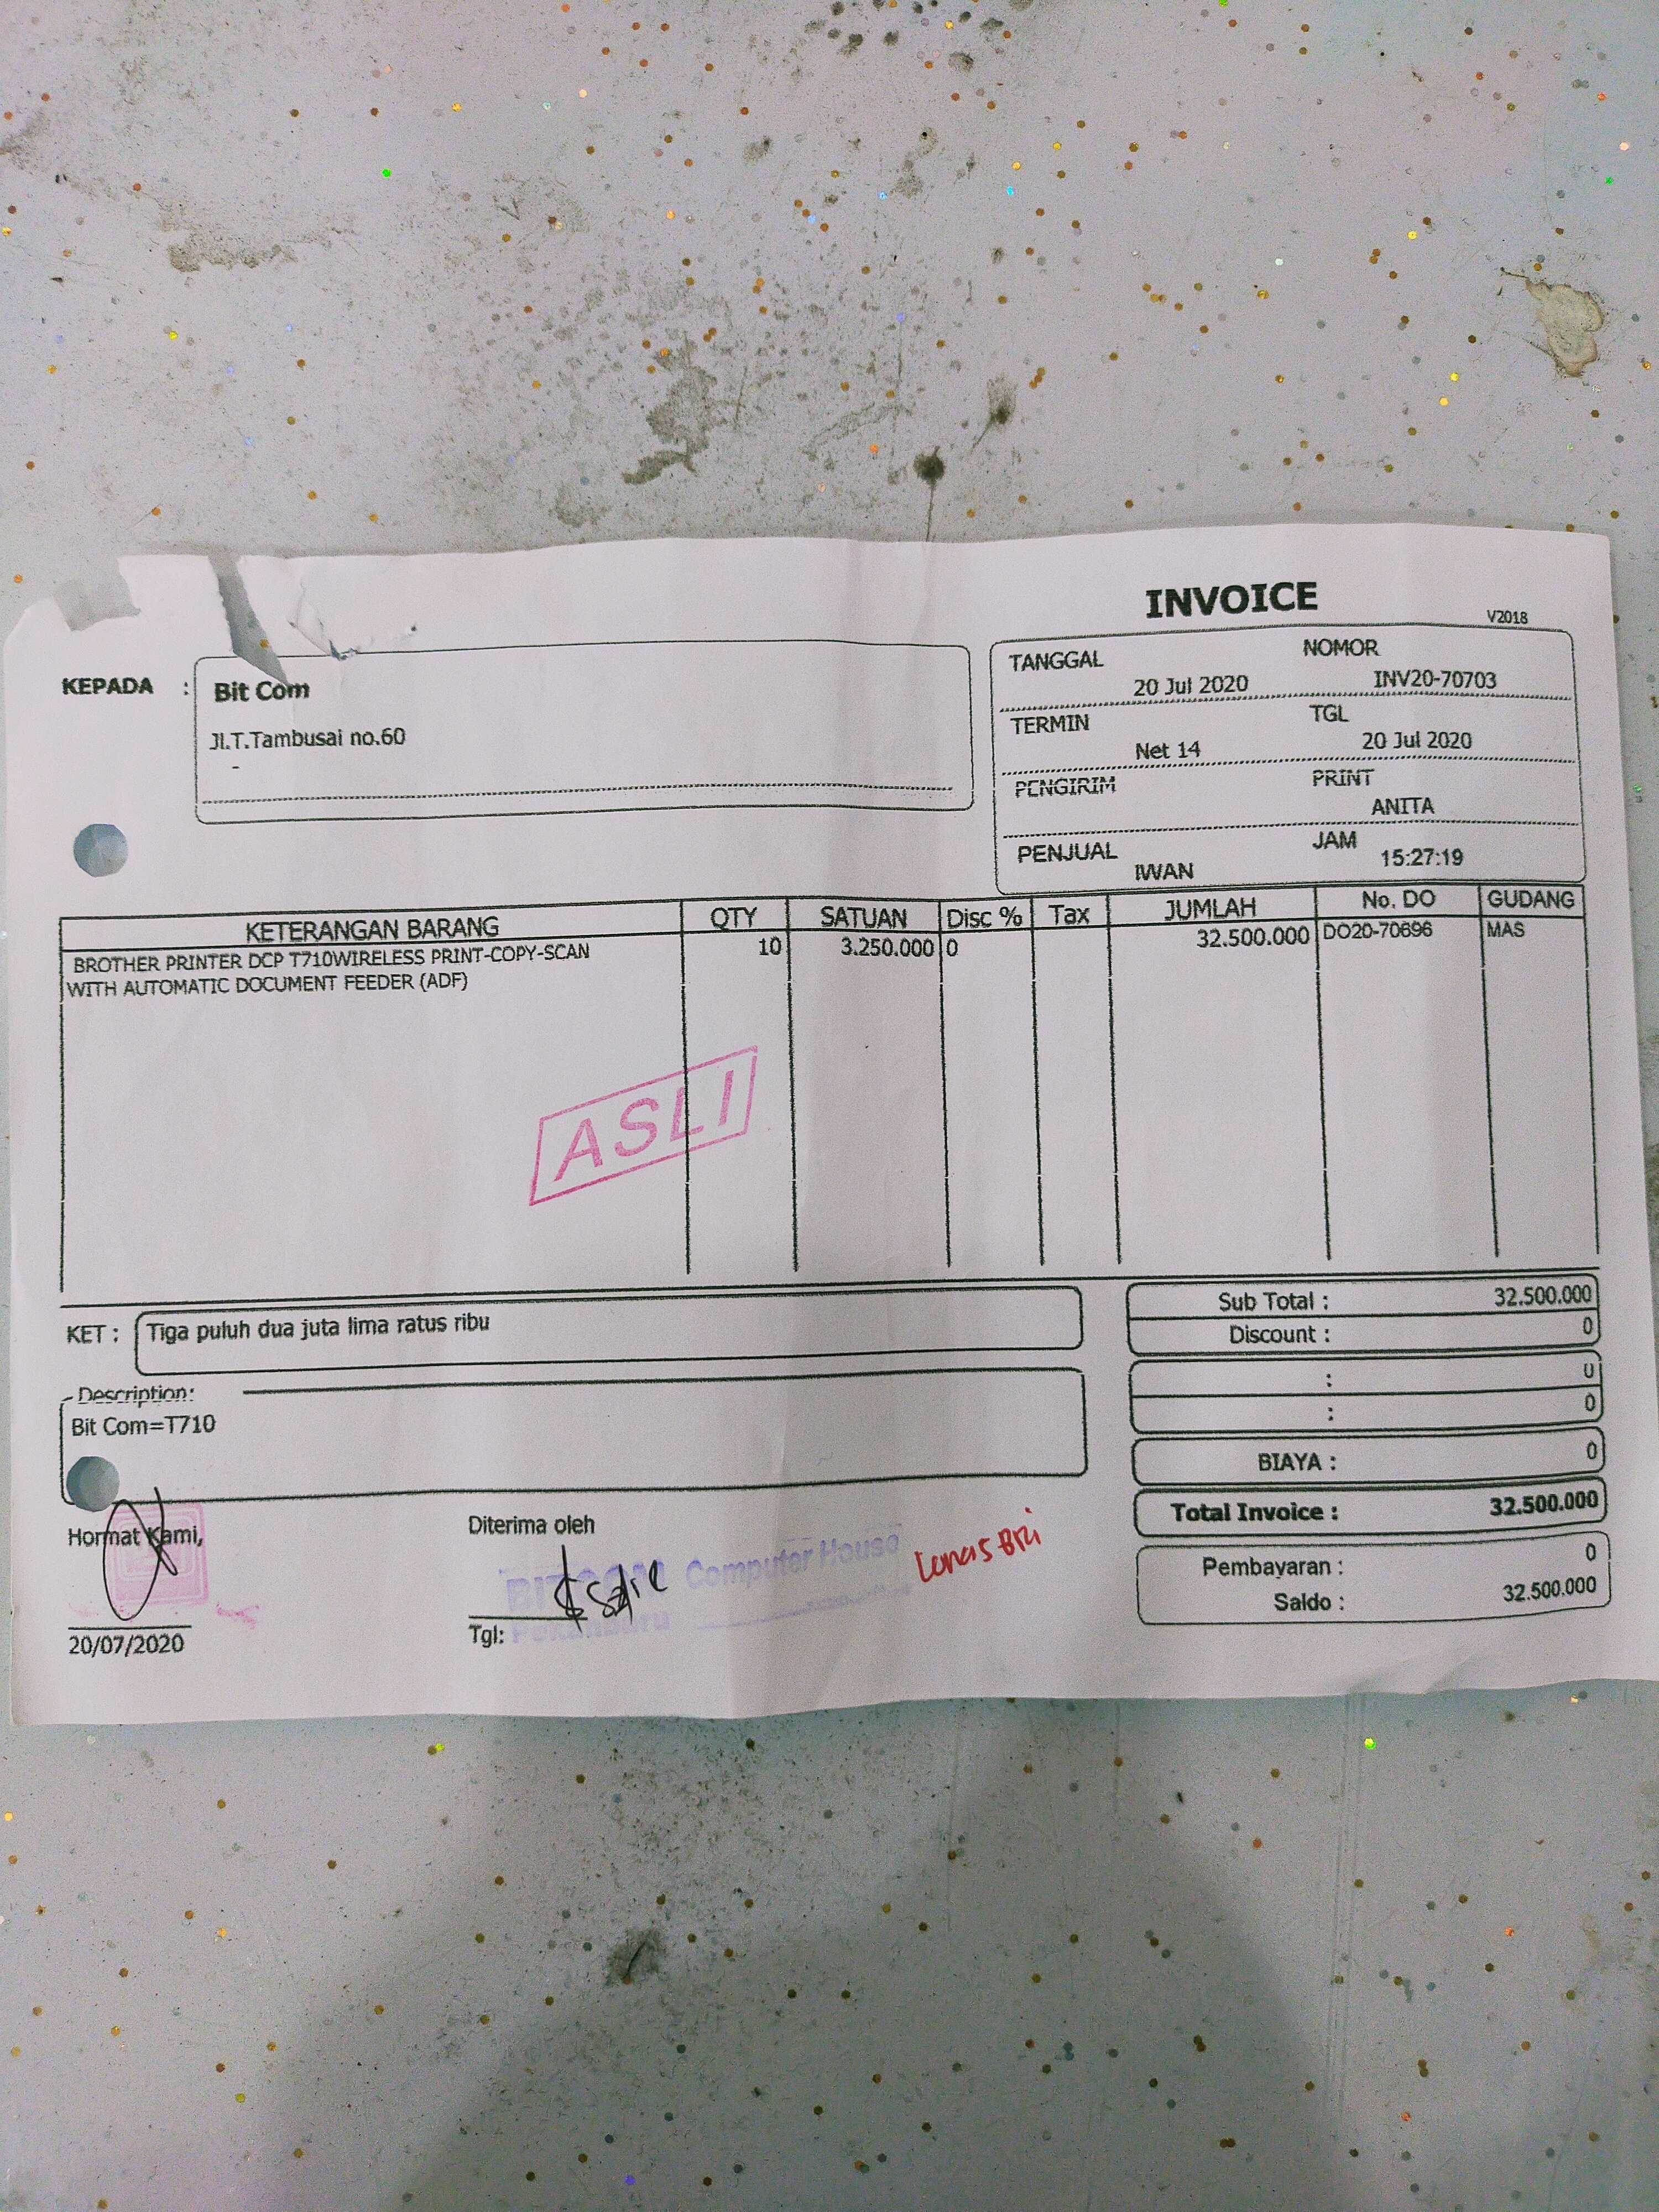 INVOICE
V2018
KEPADA :
Bit Com
Jl.T.Tambusai no.60
-
TANGGAL NOMOR
20 Jul 2020 INV20-70703
TERMIN TGL
Net 14 20 Jul 2020
PENGIRIM PRINT
ANITA
PENJUAL JAM
IWAN 15:27:19
KETERANGAN BARANG QTY SATUAN Disc % Tax JUMLAH No. DO GUDANG
BROTHER PRINTER DCP T710WIRELESS PRINT-COPY-SCAN 10 3.250.000 0 32.500.000 DO20-70696 MAS
WITH AUTOMATIC DOCUMENT FEEDER (ADF)
ASLI
KET : Tiga puluh dua juta lima ratus ribu
Sub Total : 32.500.000
Discount : 0
: 0
: 0
BIAYA : 0
Total Invoice : 32.500.000
Pembayaran : 0
Saldo : 32.500.000
Description:
Bit Com=T710
Hormat Kami,
20/07/2020
Diterima oleh
Tgl:
BITCOM Computer House
Pekanbaru
Lunas BRI